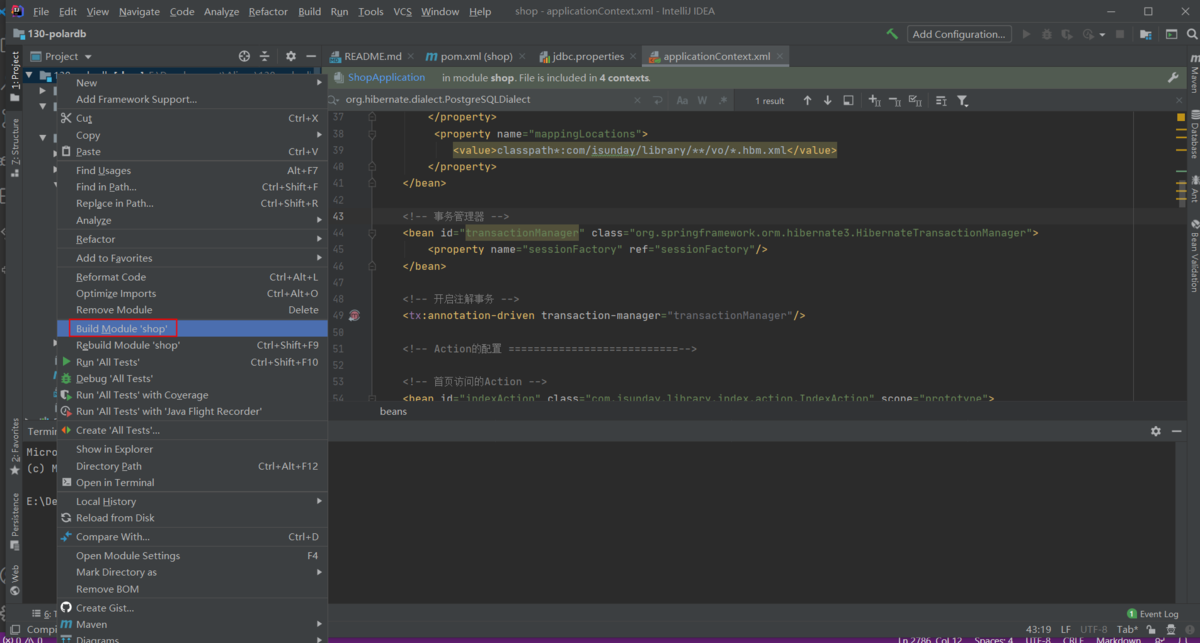 File Edit View Navigate Code Analyze Refactor Build Run Tools VCS Window Help shop - applicationContext.xml - IntelliJ IDEA
130-polardb
Add Configuration...
Project
README.md
pom.xml (shop)
jdbc.properties
applicationContext.xml
ShopApplication in module shop. File is included in 4 contexts.
org.hibernate.dialect.PostgreSQLDialect
Aa W .*
1 result
1: Project
Z: Structure
2: Favorites
Persistence
Web
Maven
Database
Ant
Bean Validation
New
Add Framework Support...
Cut Ctrl+X
Copy
Paste Ctrl+V
Find Usages Alt+F7
Find in Path... Ctrl+Shift+F
Replace in Path... Ctrl+Shift+R
Analyze
Refactor
Add to Favorites
Reformat Code Ctrl+Alt+L
Optimize Imports Ctrl+Alt+O
Remove Module Delete
Build Module 'shop'
Rebuild Module 'shop' Ctrl+Shift+F9
Run 'All Tests' Ctrl+Shift+F10
Debug 'All Tests'
Run 'All Tests' with Coverage
Run 'All Tests' with 'Java Flight Recorder'
Create 'All Tests'...
Show in Explorer
Directory Path Ctrl+Alt+F12
Open in Terminal
Local History
Reload from Disk
Compare With... Ctrl+D
Open Module Settings F4
Mark Directory as
Remove BOM
Create Gist...
Maven
Diagrams
37 </property>
38 <property name="mappingLocations">
39 <value>classpath*:com/isunday/library/**/vo/*.hbm.xml</value>
40 </property>
41 </bean>
42
43 <!-- 事务管理器 -->
44 <bean id="transactionManager" class="org.springframework.orm.hibernate3.HibernateTransactionManager">
45 <property name="sessionFactory" ref="sessionFactory"/>
46 </bean>
47
48 <!-- 开启注解事务 -->
49 <tx:annotation-driven transaction-manager="transactionManager"/>
50
51 <!-- Action的配置 ===========================-->
52
53 <!-- 首页访问的Action -->
54 <bean id="indexAction" class="com.isunday.library.index.action.IndexAction" scope="prototype">
beans
Termin
Micro
(c) M
E:\De
6: T
Event Log
Compi
43:19 LF UTF-8 Tab*
Ln 2786, Col 12 Spaces: 4 UTF-8 CRLF Markdown